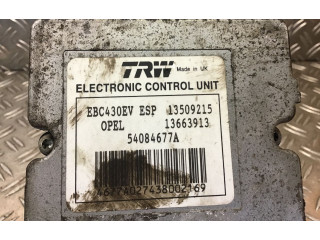 TRW Made in UK
ELECTRONIC CONTROL UNIT
EBC430EV ESP 13509215
OPEL 13663913
54084677A